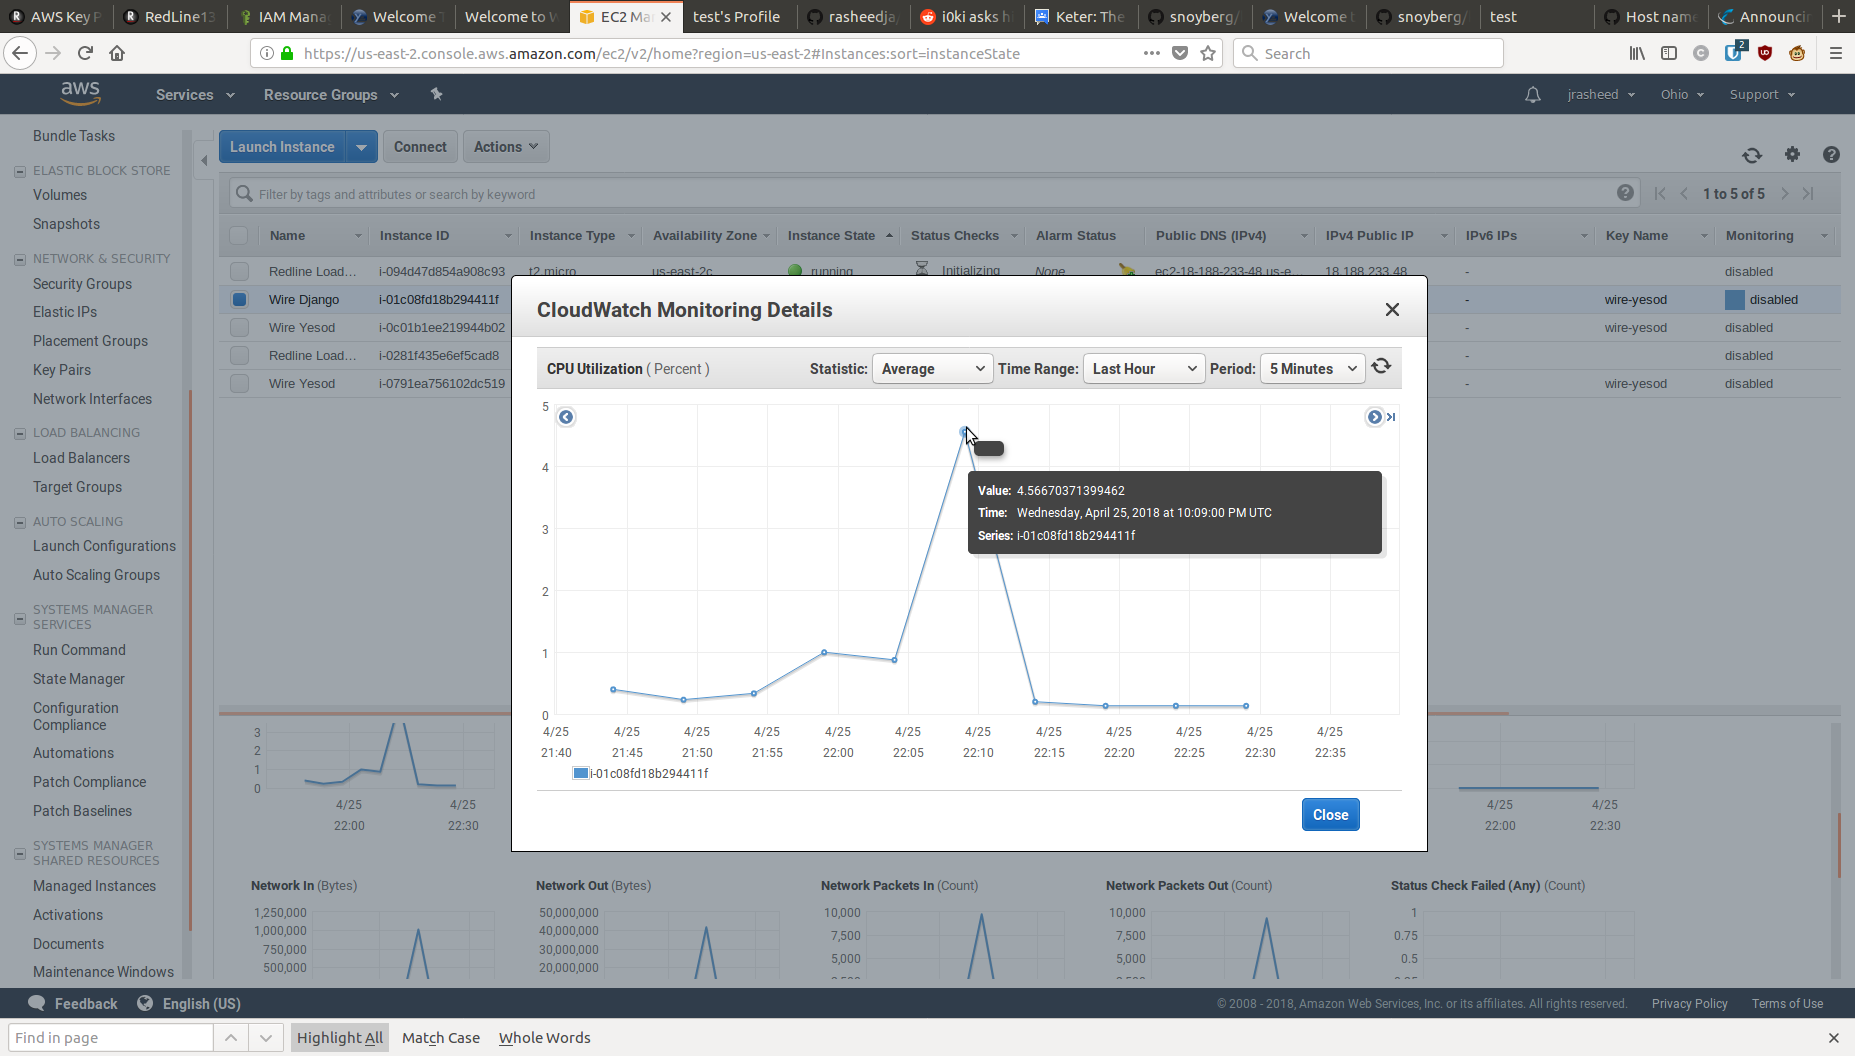 AWS Key P
RedLine13
IAM Mana
Welcome T
Welcome to W
EC2 Ma
test's Profile
rasheedja/
i0ki asks h
Keter: The
snoyberg/
Welcome t
snoyberg/
test
Host name
Announcin
https://us-east-2.console.aws.amazon.com/ec2/v2/home?region=us-east-2#Instances:sort=instanceState
Search
2
aws
Services
Resource Groups
jrasheed
Ohio
Support
Bundle Tasks
ELASTIC BLOCK STORE
Volumes
Snapshots
NETWORK & SECURITY
Security Groups
Elastic IPs
Placement Groups
Key Pairs
Network Interfaces
LOAD BALANCING
Load Balancers
Target Groups
AUTO SCALING
Launch Configurations
Auto Scaling Groups
SYSTEMS MANAGER
SERVICES
Run Command
State Manager
Configuration
Compliance
Automations
Patch Compliance
Patch Baselines
SYSTEMS MANAGER
SHARED RESOURCES
Managed Instances
Activations
Documents
Maintenance Windows
Launch Instance
Connect
Actions
Filter by tags and attributes or search by keyword
1 to 5 of 5
Name Instance ID Instance Type Availability Zone Instance State Status Checks Alarm Status Public DNS (IPv4) IPv4 Public IP IPv6 IPs Key Name Monitoring
Redline Load... i-094d47d854a908c93 t2.micro us-east-2c running Initializing None ec2-18-188-233-48.us-e... 18.188.233.48 - disabled
Wire Django i-01c08fd18b294411f - wire-yesod disabled
Wire Yesod i-0c01b1ee219944b02 - wire-yesod disabled
Redline Load... i-0281f435e6ef5cad8 - disabled
Wire Yesod i-0791ea756102dc519 - wire-yesod disabled
CloudWatch Monitoring Details
CPU Utilization ( Percent )
Statistic: Average
Time Range: Last Hour
Period: 5 Minutes
5
4
3
2
1
0
Value: 4.56670371399462
Time: Wednesday, April 25, 2018 at 10:09:00 PM UTC
Series: i-01c08fd18b294411f
4/25 4/25 4/25 4/25 4/25 4/25 4/25 4/25 4/25 4/25 4/25 4/25
21:40 21:45 21:50 21:55 22:00 22:05 22:10 22:15 22:20 22:25 22:30 22:35
i-01c08fd18b294411f
Close
3
2
1
0
4/25 4/25
22:00 22:30
4/25 4/25
22:00 22:30
Network In (Bytes)
1,250,000
1,000,000
750,000
500,000
Network Out (Bytes)
50,000,000
40,000,000
30,000,000
20,000,000
Network Packets In (Count)
10,000
7,500
5,000
Network Packets Out (Count)
10,000
7,500
5,000
Status Check Failed (Any) (Count)
1
0.75
0.5
Feedback
English (US)
© 2008 - 2018, Amazon Web Services, Inc. or its affiliates. All rights reserved.
Privacy Policy
Terms of Use
Find in page
Highlight All
Match Case
Whole Words